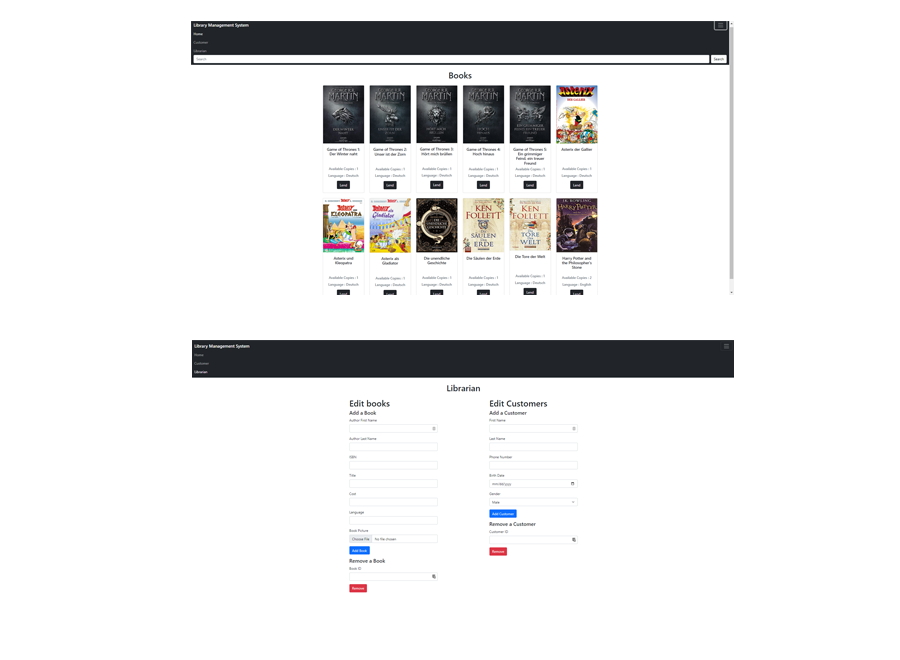 Library Management System
Home
Customer
Librarian
Search
Search
Books
GEORGE R.R.
MARTIN
GEORGE R.R.
MARTIN
GEORGE R.R.
MARTIN
GEORGE R.R.
MARTIN
GEORGE R.R.
MARTIN
Asterix
DER GALLIER
Game of Thrones 1:
Der Winter naht
Game of Thrones 2:
Unser ist der Zorn
Game of Thrones 3:
Hört mich brüllen
Game of Thrones 4:
Hoch hinaus
Game of Thrones 5:
Ein grimmiger
Feind, ein treuer
Freund
Asterix der Gallier
Available Copies : 1
Available Copies : 1
Available Copies : 1
Available Copies : 1
Available Copies : 1
Available Copies : 1
Language : Deutsch
Language : Deutsch
Language : Deutsch
Language : Deutsch
Language : Deutsch
Language : Deutsch
Lend
Lend
Lend
Lend
Lend
Lend
Asterix
KLEOPATRA
Asterix
als
Gladiator
DIE
UNENDLICHE
GESCHICHTE
KEN
FOLLETT
DIE
SÄULEN
DER
ERDE
KEN
FOLLETT
DIE
TORE
DER
WELT
J.K. ROWLING
HARRY POTTER
Asterix und
Kleopatra
Asterix als
Gladiator
Die unendliche
Geschichte
Die Säulen der Erde
Die Tore der Welt
Harry Potter and
the Philosopher's
Stone
Available Copies : 1
Available Copies : 1
Available Copies : 1
Available Copies : 1
Available Copies : 1
Language : Deutsch
Language : Deutsch
Language : Deutsch
Language : Deutsch
Language : Deutsch
Language : English
Lend
Lend
Lend
Lend
Lend
Lend
Library Management System
Home
Customer
Librarian
Librarian
Edit books
Add a Book
Author First Name
Author Last Name
ISBN
Title
Cost
Language
Book Picture
Choose File
No file chosen
Add Book
Remove a Book
Book ID
Remove
Edit Customers
Add a Customer
First Name
Last Name
Phone Number
Birth Date
mm/dd/yyyy
Gender
Male
Add Customer
Remove a Customer
Customer ID
Remove